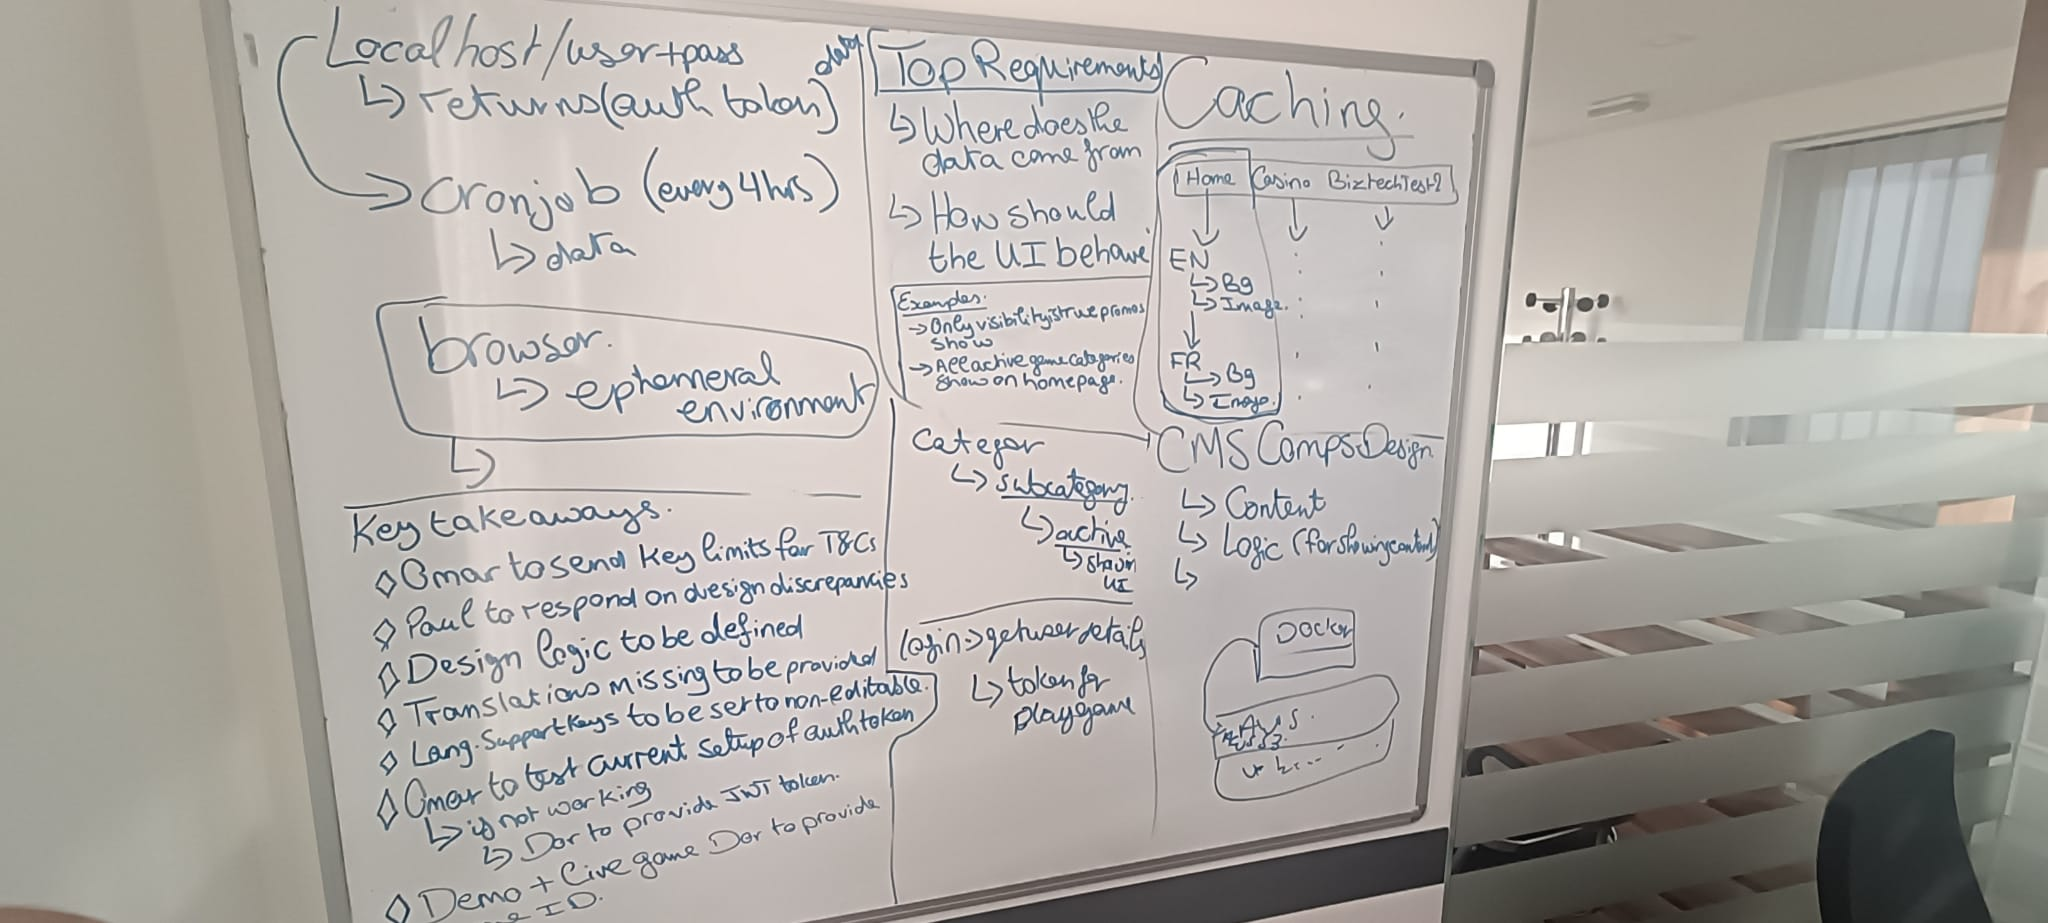 Localhost/user+pass
↳ returns(auth token)
data
→ Cronjob (every 4hrs)
↳ data
browser.
↳ ephemeral
environment
↳
Key takeaways.
◇ Omar to send key limits for T&Cs
◇ Paul to respond on design discrepancies
◇ Design logic to be defined
◇ Translations missing to be provided
◇ Lang. Support keys to be set to non-editable.
◇ Omar to test current setup of auth token
↳ is not working
↳ Dor to provide JWT token.
◇ Demo + Live game Dor to provide
ID.
Top Requirements
↳ Where does the
data come from
↳ How should
the UI behave
Examples.
→ Only visibility is true promos
show
→ All active game categories
show on homepage.
Categor
↳ subcategory.
↳ active
↳ show in
UI
login → getuserdetails
↳ token for
play game
Caching.
Home Casino BiztechTest2
↓ ↓ ↓
EN
↳ Bg
↳ Image.
↓
FR
↳ Bg
↳ Image.
CMS Comps Design
↳ Content
↳ Logic (for showing content)
↳
Docker
AWS.